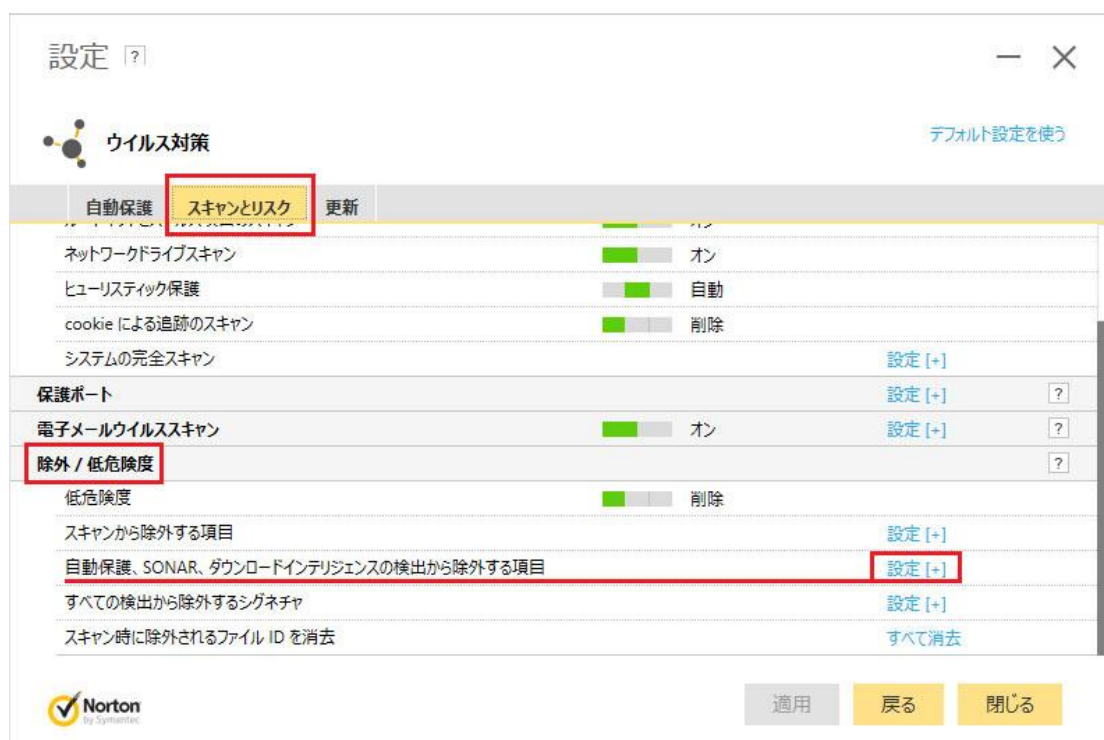 設定 ?
ウイルス対策
デフォルト設定を使う
自動保護 スキャンとリスク 更新
ネットワークドライブスキャン オン
ヒューリスティック保護 自動
cookie による追跡のスキャン 削除
システムの完全スキャン 設定 [+]
保護ポート 設定 [+] ?
電子メールウイルススキャン オン 設定 [+] ?
除外 / 低危険度 ?
低危険度 削除
スキャンから除外する項目 設定 [+]
自動保護、SONAR、ダウンロードインテリジェンスの検出から除外する項目 設定 [+]
すべての検出から除外するシグネチャ 設定 [+]
スキャン時に除外されるファイル ID を消去 すべて消去
Norton
by Symantec
適用 戻る 閉じる